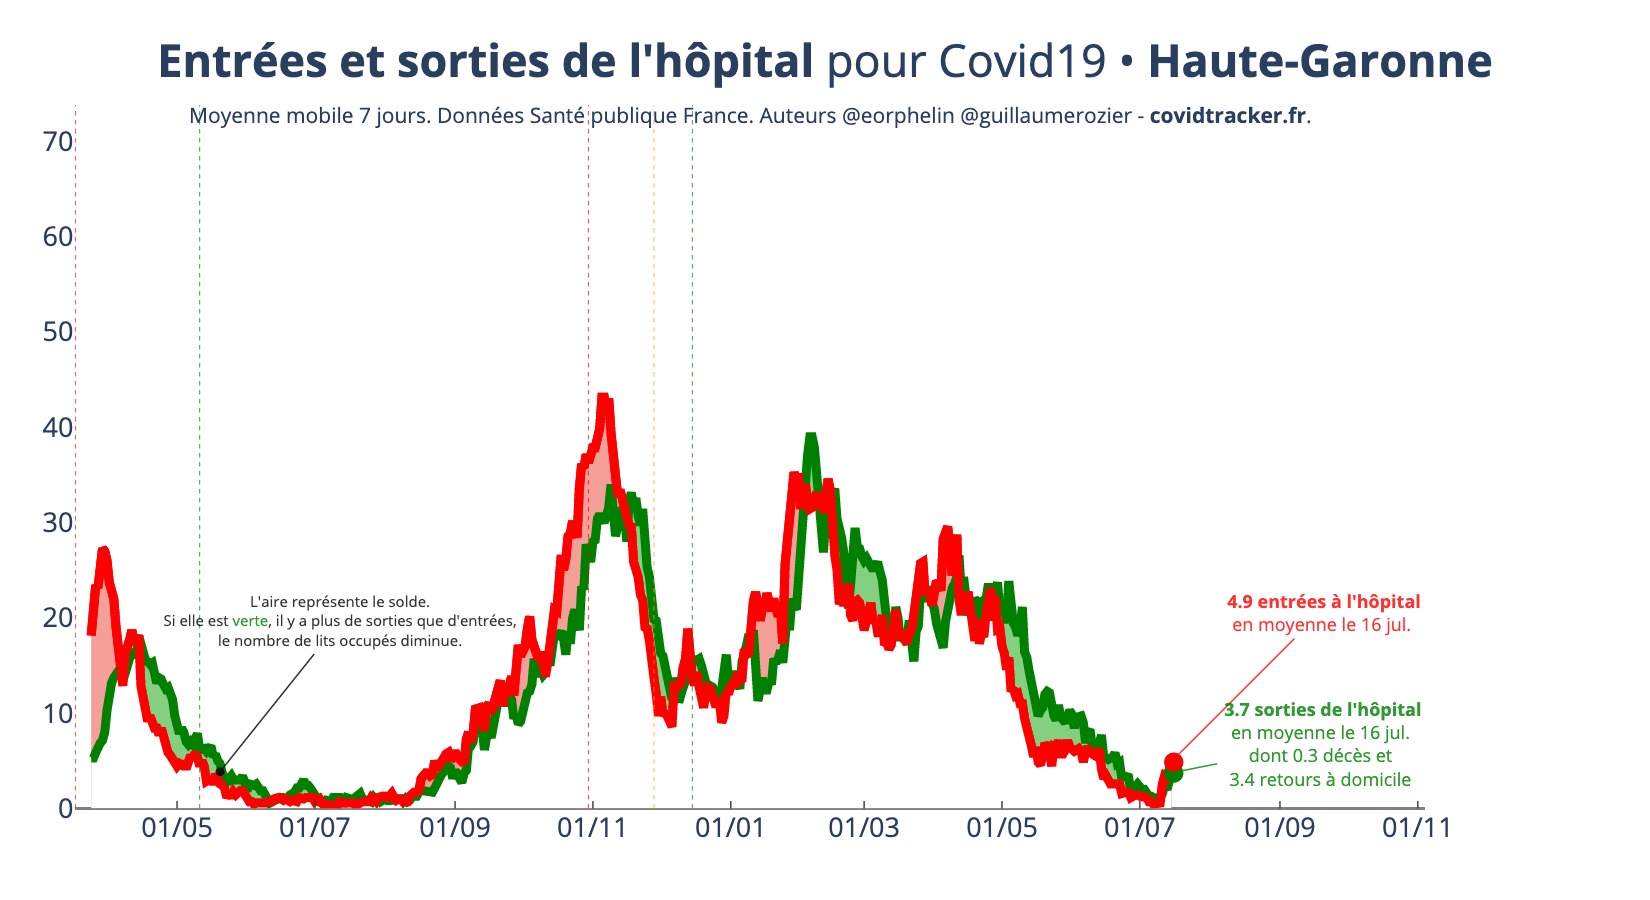 Entrées et sorties de l'hôpital pour Covid19 • Haute-Garonne
Moyenne mobile 7 jours. Données Santé publique France. Auteurs @eorphelin @guillaumerozier - covidtracker.fr.
70
60
50
40
30
20
10
0
L'aire représente le solde.
Si elle est verte, il y a plus de sorties que d'entrées,
le nombre de lits occupés diminue.
4.9 entrées à l'hôpital
en moyenne le 16 jul.
3.7 sorties de l'hôpital
en moyenne le 16 jul.
dont 0.3 décès et
3.4 retours à domicile
01/05 01/07 01/09 01/11 01/01 01/03 01/05 01/07 01/09 01/11